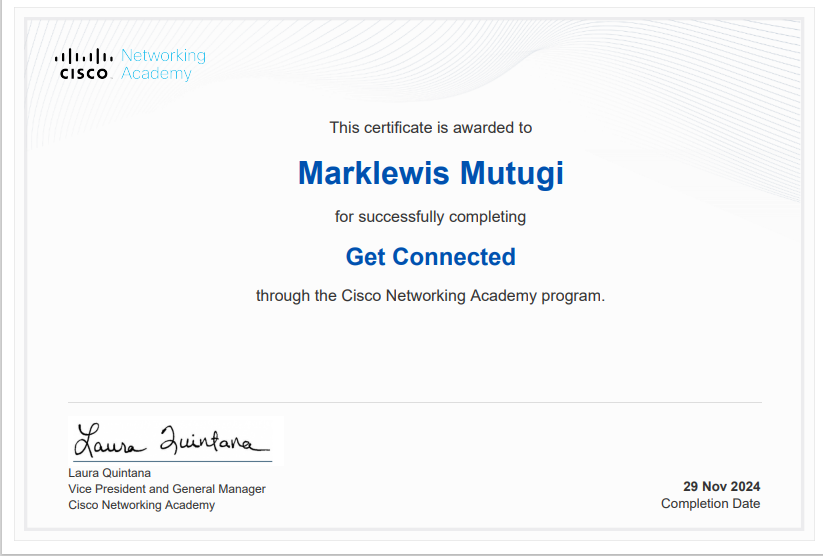 Networking
CISCO Academy
This certificate is awarded to
Marklewis Mutugi
for successfully completing
Get Connected
through the Cisco Networking Academy program.
Laura Quintana
Laura Quintana
Vice President and General Manager
Cisco Networking Academy
29 Nov 2024
Completion Date